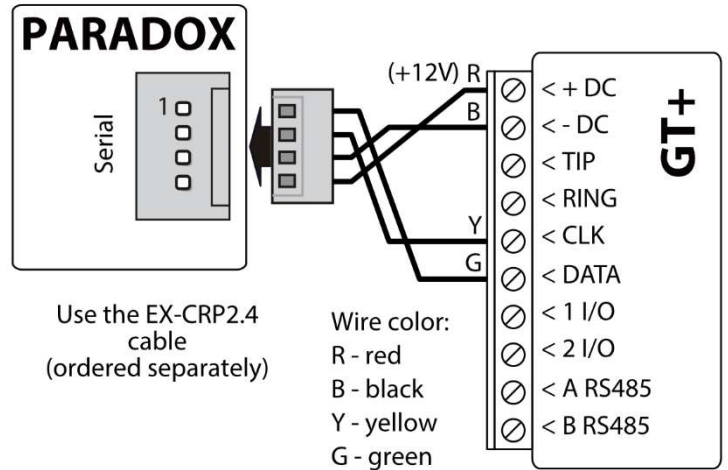 PARADOX
Serial
1
Use the EX-CRP2.4
cable
(ordered separately)
Wire color:
R - red
B - black
Y - yellow
G - green
(+12V) R
B
Y
G
< + DC
< - DC
< TIP
< RING
< CLK
< DATA
< 1 I/O
< 2 I/O
< A RS485
< B RS485
GT+